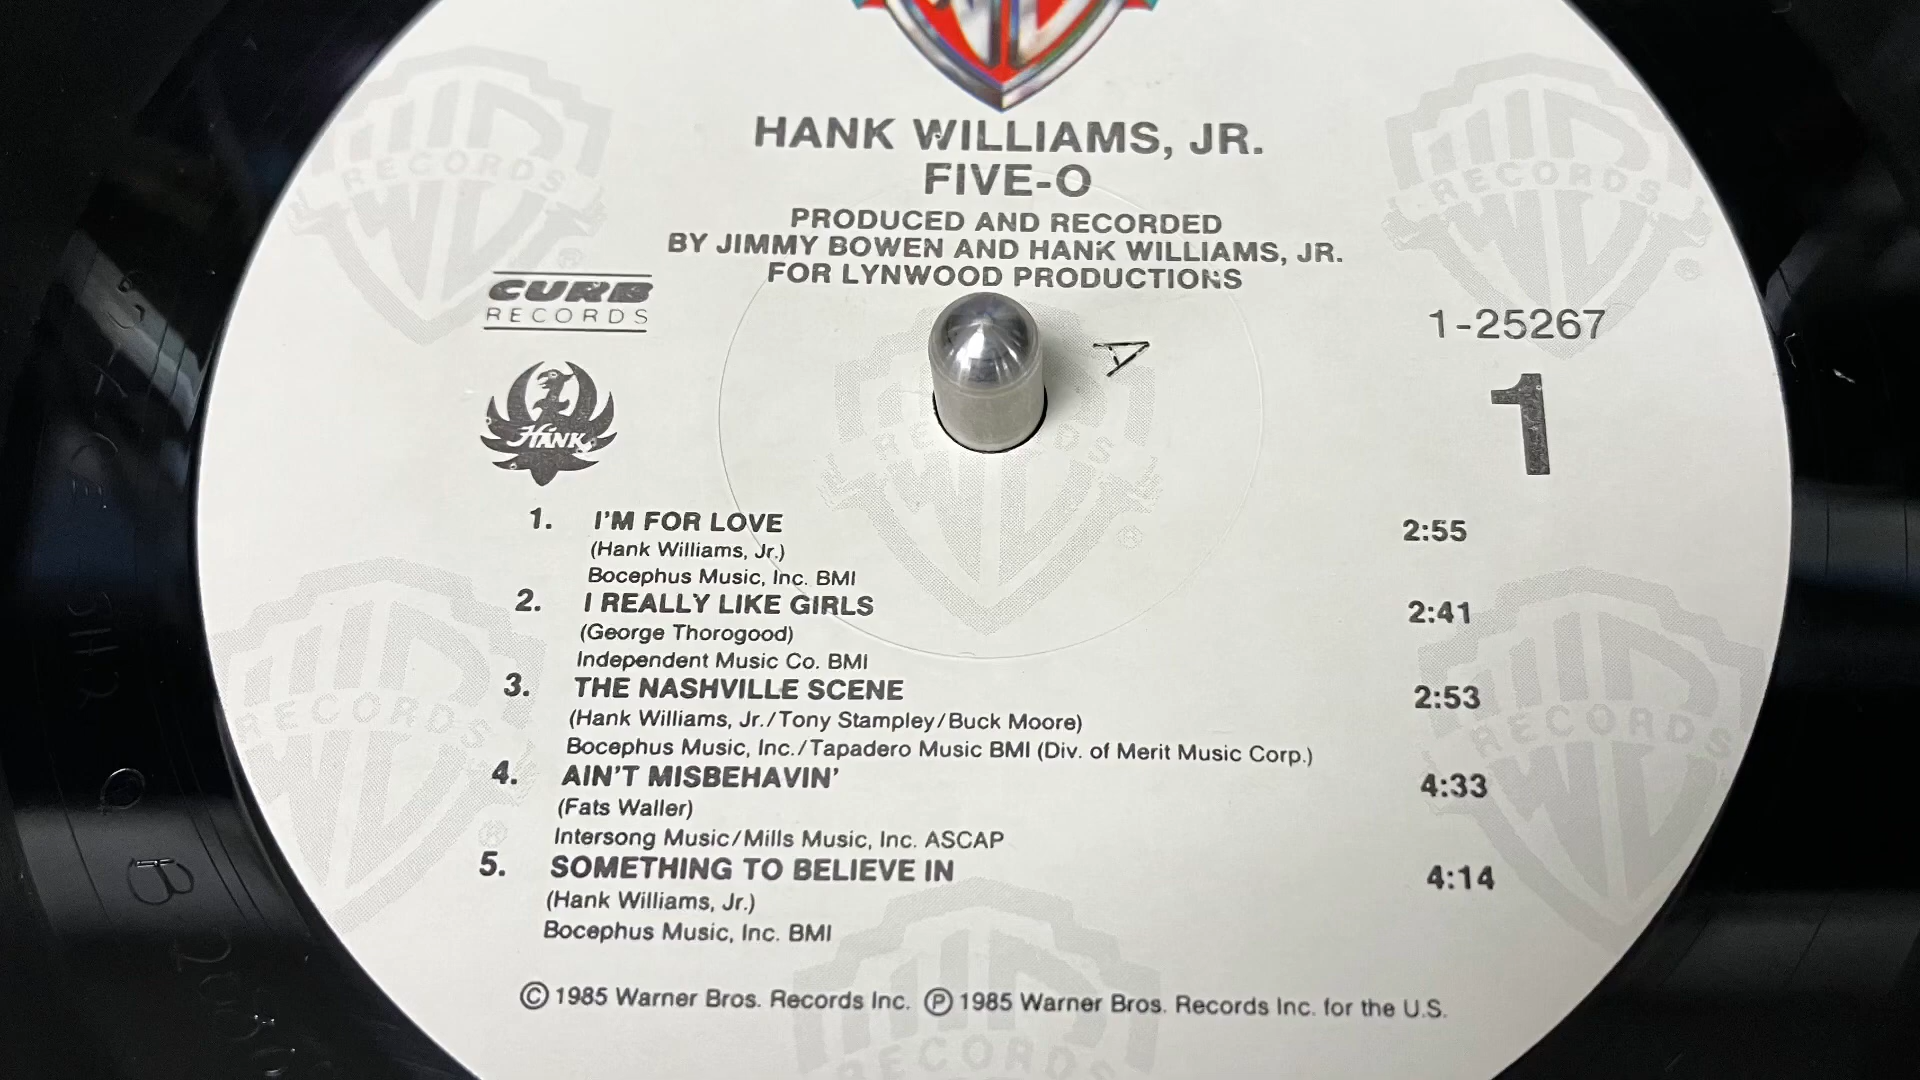 HANK WILLIAMS, JR.
FIVE-O
PRODUCED AND RECORDED
BY JIMMY BOWEN AND HANK WILLIAMS, JR.
FOR LYNWOOD PRODUCTIONS
CURB
RECORDS
1-25267
A
HANK
1
1. I'M FOR LOVE 2:55
(Hank Williams, Jr.)
Bocephus Music, Inc. BMI
2. I REALLY LIKE GIRLS 2:41
(George Thorogood)
Independent Music Co. BMI
3. THE NASHVILLE SCENE 2:53
(Hank Williams, Jr./Tony Stampley/Buck Moore)
Bocephus Music, Inc./Tapadero Music BMI (Div. of Merit Music Corp.)
4. AIN'T MISBEHAVIN' 4:33
(Fats Waller)
Intersong Music/Mills Music, Inc. ASCAP
5. SOMETHING TO BELIEVE IN 4:14
(Hank Williams, Jr.)
Bocephus Music, Inc. BMI
© 1985 Warner Bros. Records Inc. ℗ 1985 Warner Bros. Records Inc. for the U.S.
RECORDS
RECORDS
RECORDS
RECORDS
RECORDS